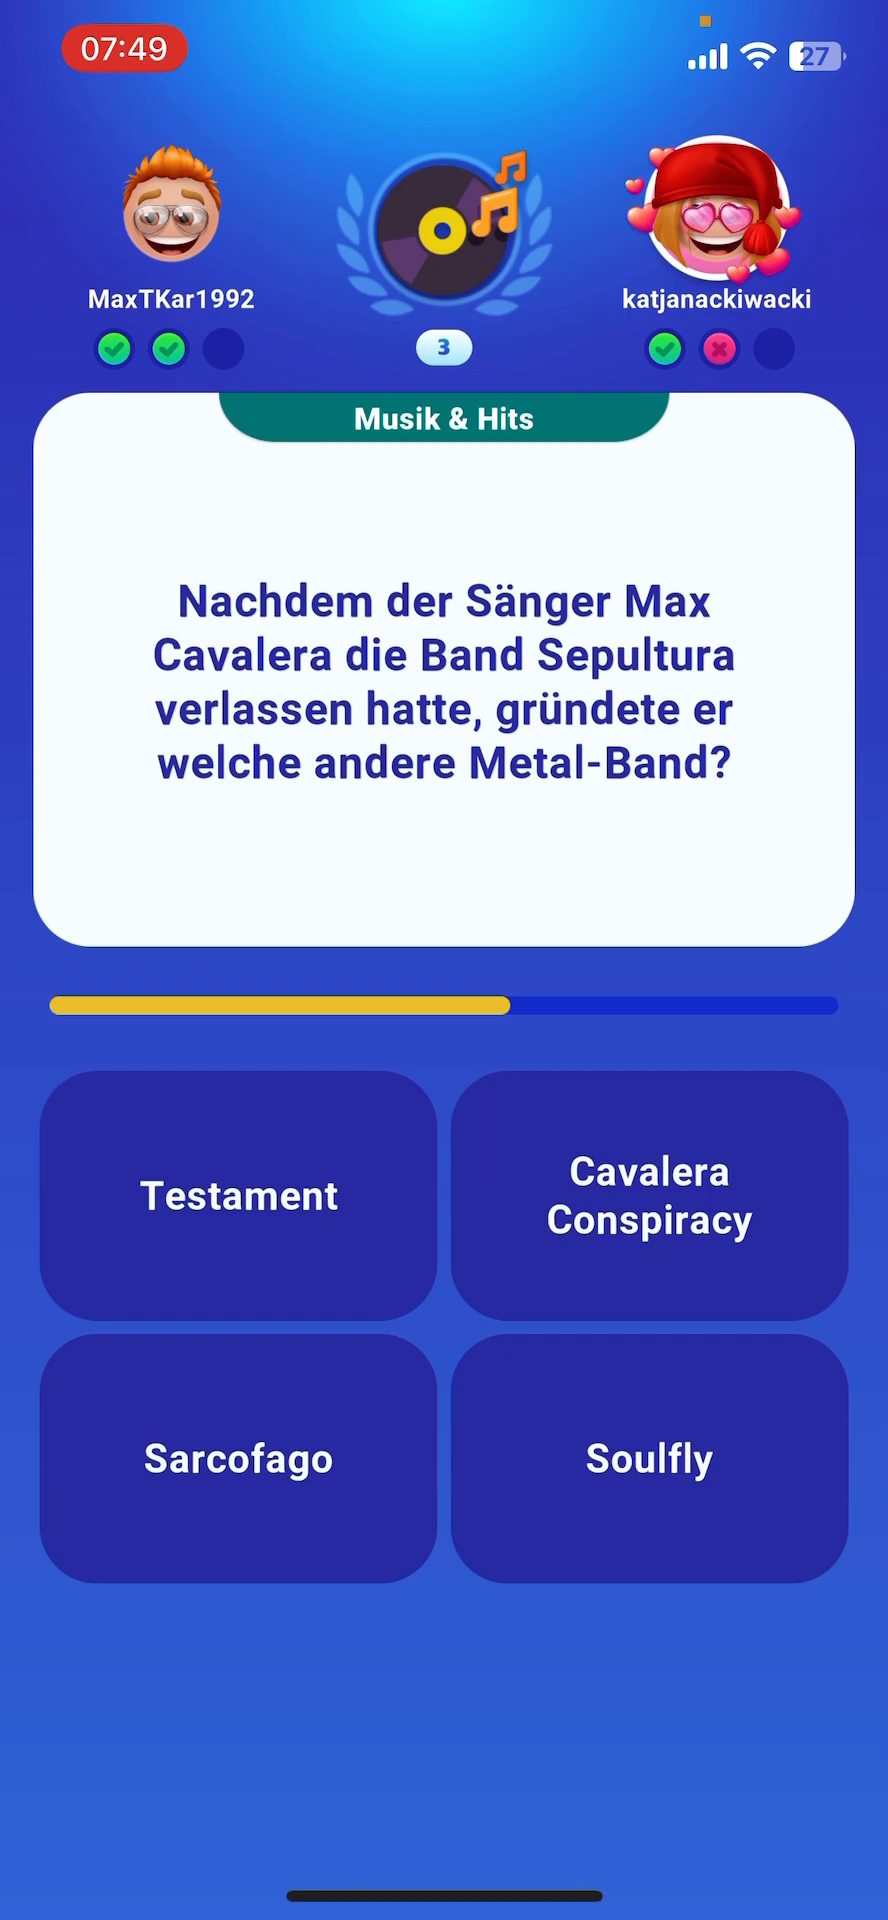 07:49
27
MaxTKar1992
katjanackiwacki
3
Musik & Hits
Nachdem der Sänger Max
Cavalera die Band Sepultura
verlassen hatte, gründete er
welche andere Metal-Band?
Testament
Cavalera
Conspiracy
Sarcofago
Soulfly